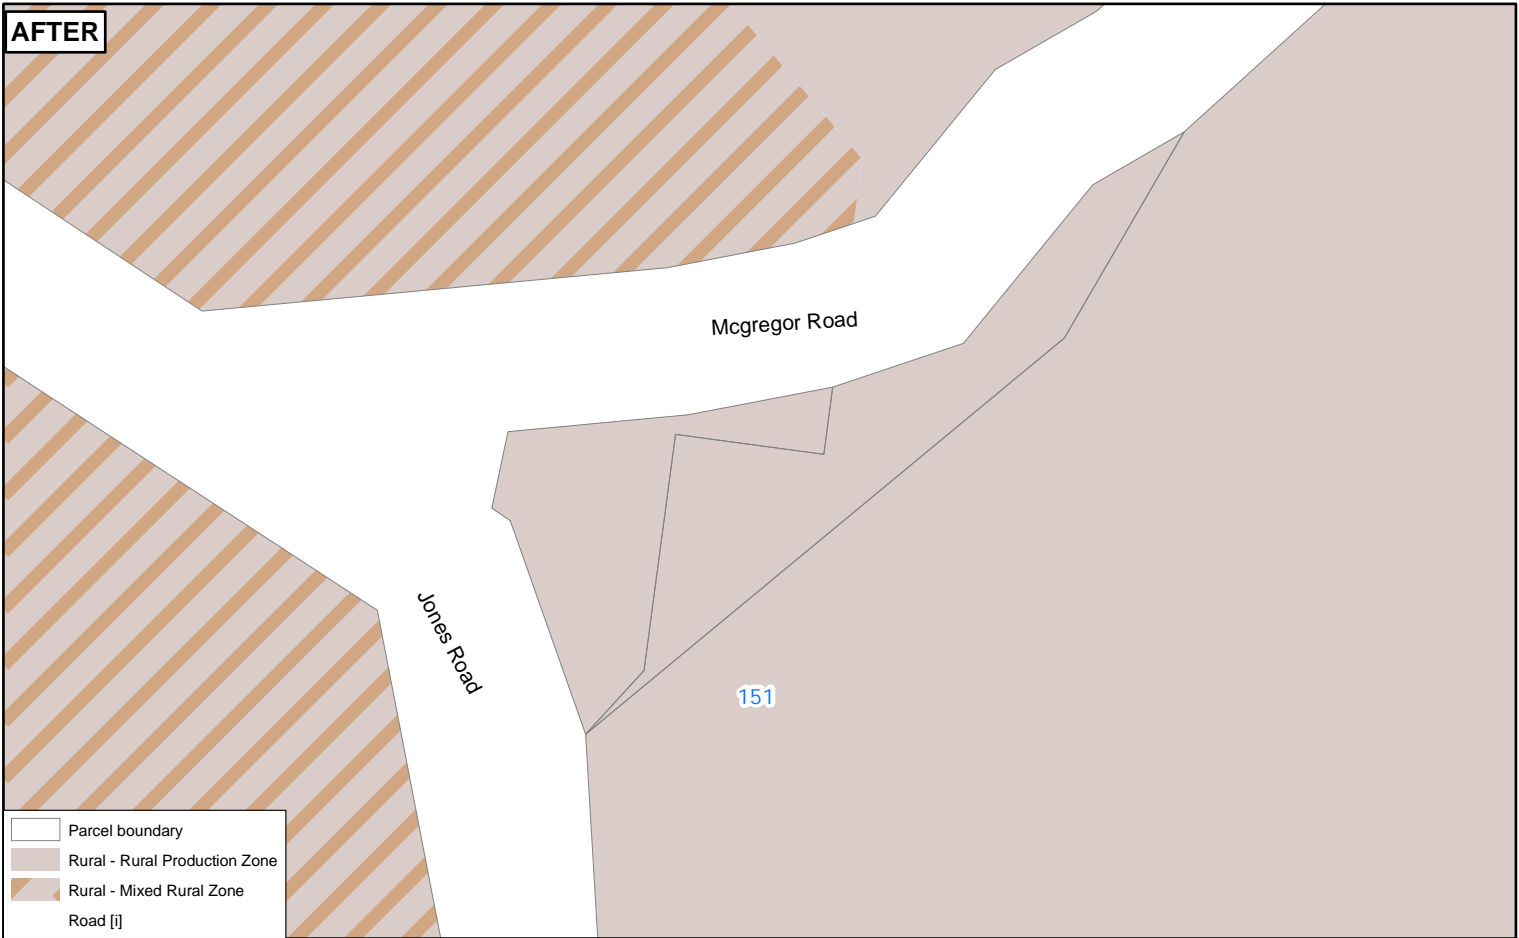 AFTER
Mcgregor Road
Jones Road
151
Parcel boundary
Rural - Rural Production Zone
Rural - Mixed Rural Zone
Road [i]